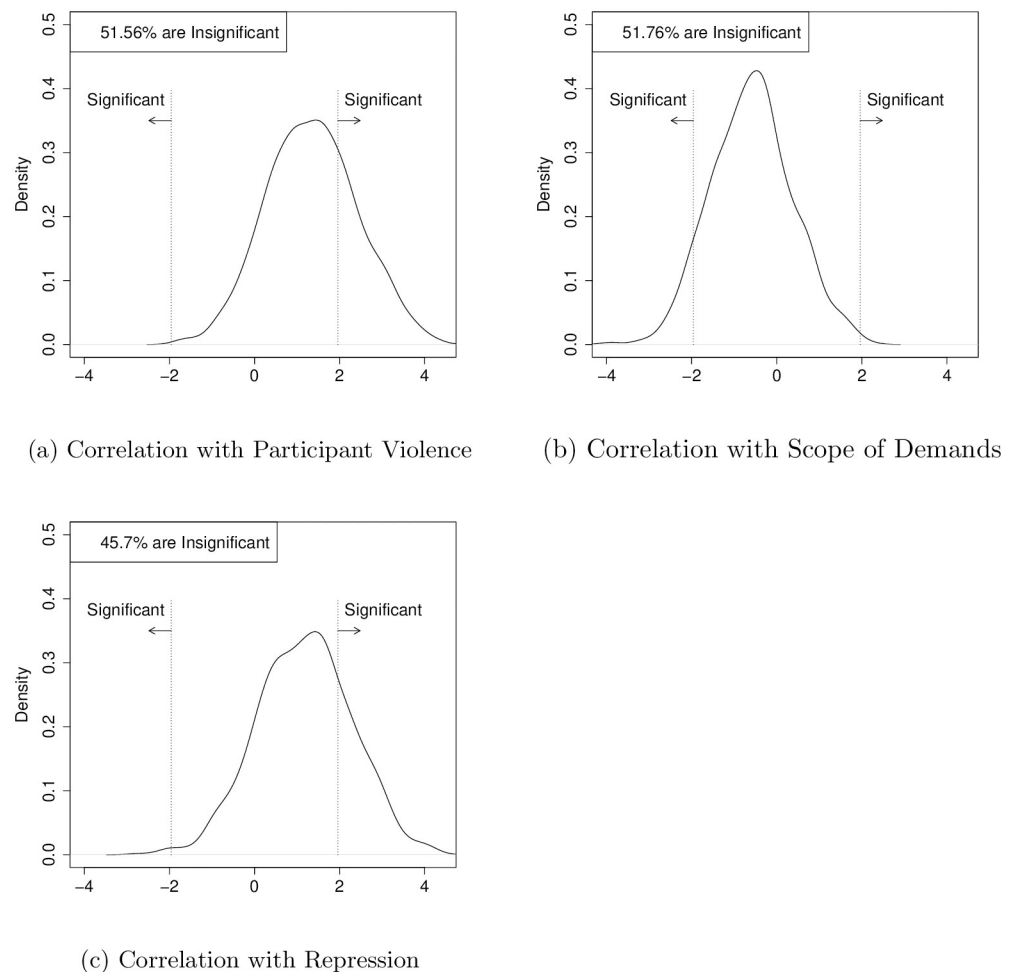 51.56% are Insignificant
Significant
Significant
Density
0.0
0.1
0.2
0.3
0.4
0.5
−4
−2
0
2
4
(a) Correlation with Participant Violence
51.76% are Insignificant
Significant
Significant
Density
0.0
0.1
0.2
0.3
0.4
0.5
−4
−2
0
2
4
(b) Correlation with Scope of Demands
45.7% are Insignificant
Significant
Significant
Density
0.0
0.1
0.2
0.3
0.4
0.5
−4
−2
0
2
4
(c) Correlation with Repression